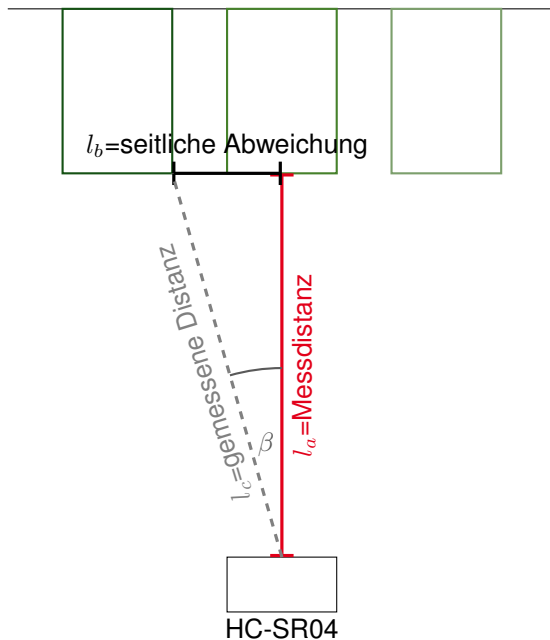 l_b=seitliche Abweichung
l_c=gemessene Distanz
l_a=Messdistanz
β
HC-SR04